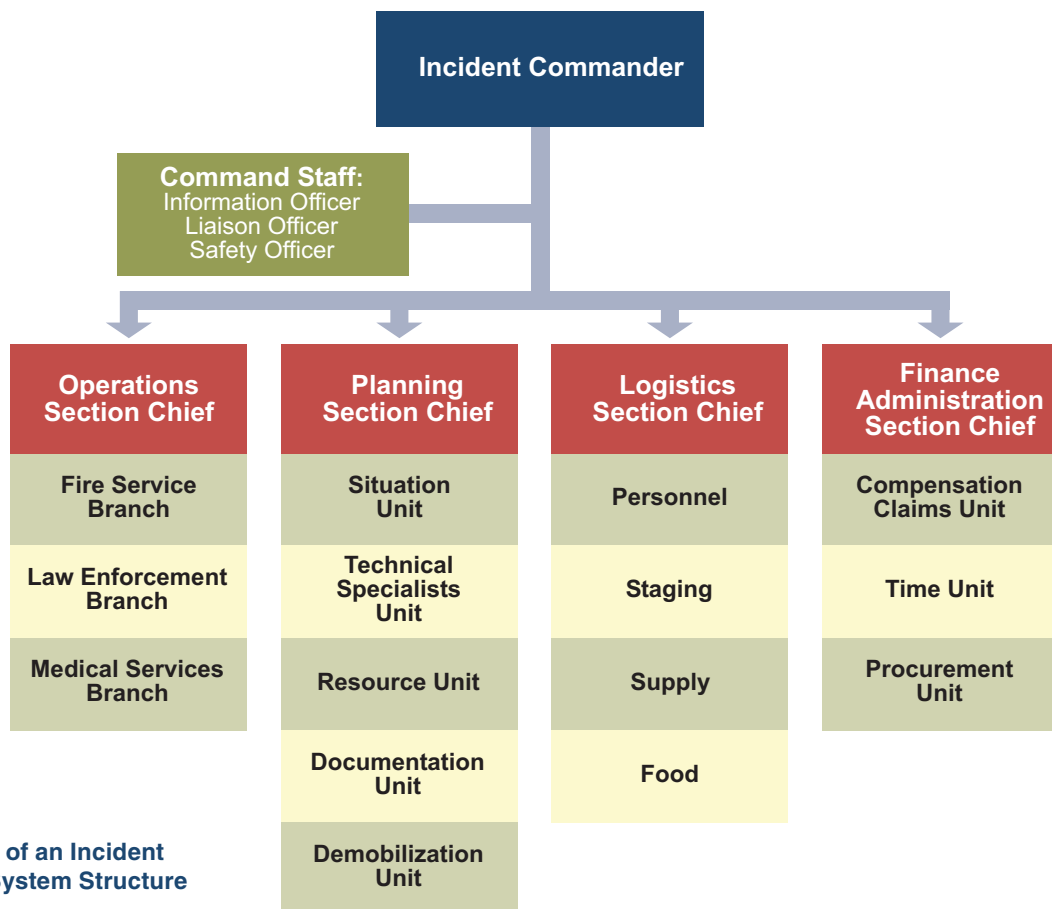 Incident Commander
Command Staff:
Information Officer
Liaison Officer
Safety Officer
Operations
Section Chief
Fire Service
Branch
Law Enforcement
Branch
Medical Services
Branch
Planning
Section Chief
Situation
Unit
Technical
Specialists
Unit
Resource Unit
Documentation
Unit
Demobilization
Unit
Logistics
Section Chief
Personnel
Staging
Supply
Food
Finance
Administration
Section Chief
Compensation
Claims Unit
Time Unit
Procurement
Unit
of an Incident
System Structure